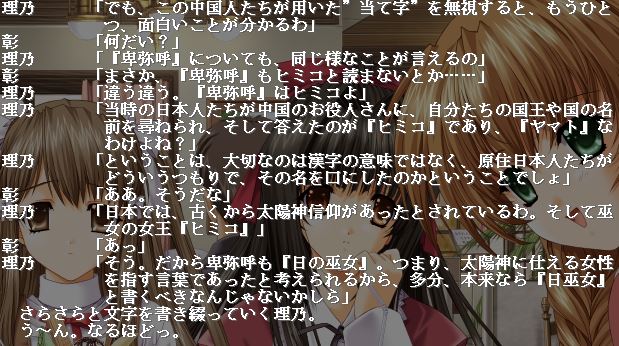 理乃　　　「でも、この中国人たちが用いた”当て字”を無視すると、もうひと
つ、面白いことが分かるわ」
彰　　　　「何だい？」
理乃　　　「『卑弥呼』についても、同じ様なことが言えるの」
彰　　　　「まさか、『卑弥呼』もヒミコと読まないとか……」
理乃　　　「違う違う。『卑弥呼』はヒミコよ」
理乃　　　「当時の日本人たちが中国のお役人さんに、自分たちの国王や国の名
前を尋ねられ、そして答えたのが『ヒミコ』であり、『ヤマト』な
わけよね？」
理乃　　　「ということは、大切なのは漢字の意味ではなく、原住日本人たちが
どういうつもりで、その名を口にしたのかということでしょ」
彰　　　　「ああ。そうだな」
理乃　　　「日本では、古くから太陽神信仰があったとされているわ。そして巫
女の女王『ヒミコ』」
彰　　　　「あっ」
理乃　　　「そう。だから卑弥呼も『日の巫女』。つまり、太陽神に仕える女性
を指す言葉であったと考えられるから、多分、本来なら『日巫女』
と書くべきなんじゃないかしら」
さらさらと文字を書き綴っていく理乃。
う～ん。なるほどっ。